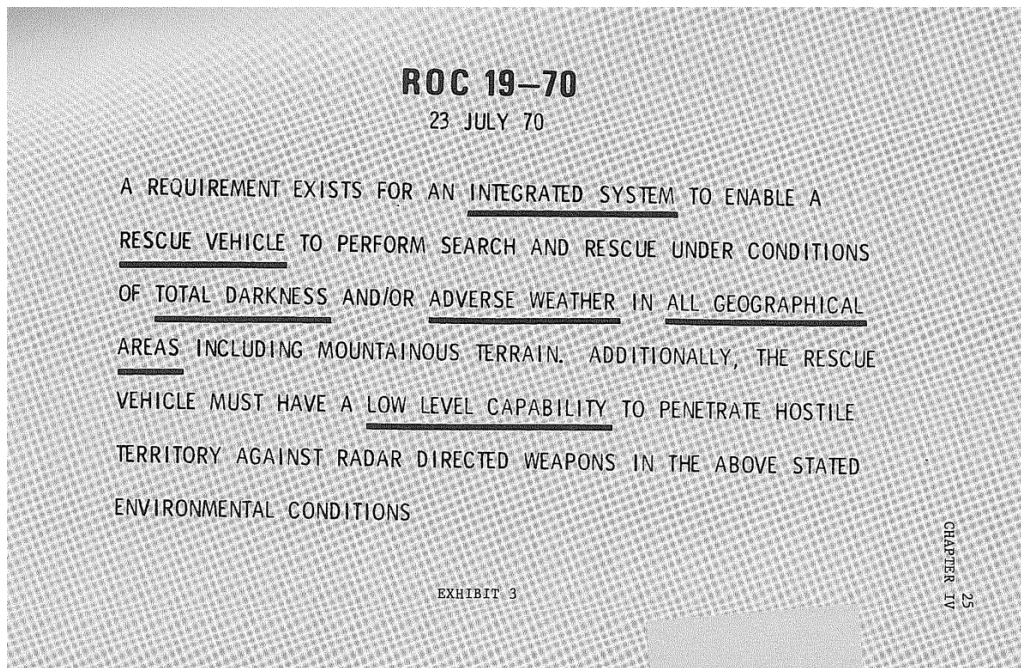 ROC 19–70
23 JULY 70
A REQUIREMENT EXISTS FOR AN INTEGRATED SYSTEM TO ENABLE A
RESCUE VEHICLE TO PERFORM SEARCH AND RESCUE UNDER CONDITIONS
OF TOTAL DARKNESS AND/OR ADVERSE WEATHER IN ALL GEOGRAPHICAL
AREAS INCLUDING MOUNTAINOUS TERRAIN. ADDITIONALLY, THE RESCUE
VEHICLE MUST HAVE A LOW LEVEL CAPABILITY TO PENETRATE HOSTILE
TERRITORY AGAINST RADAR DIRECTED WEAPONS IN THE ABOVE STATED
ENVIRONMENTAL CONDITIONS
EXHIBIT 3
25
CHAPTER IV